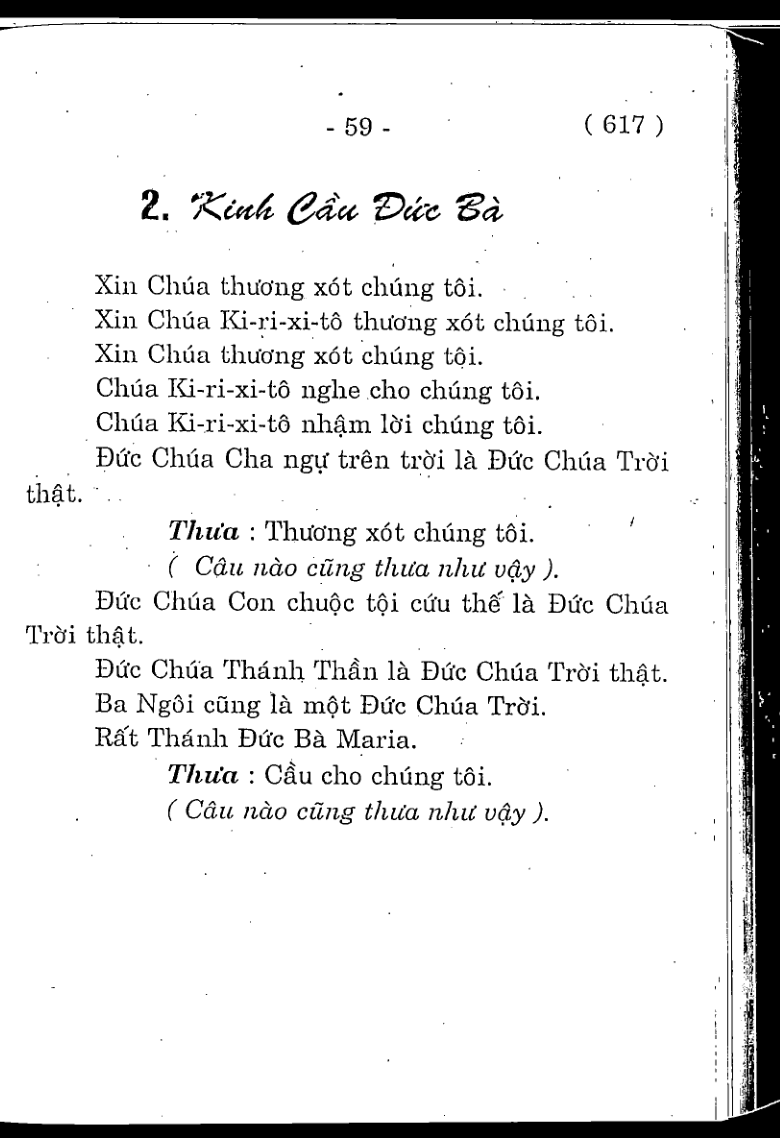 - 59 - ( 617 )
2. Kinh Cầu Đức Bà
Xin Chúa thương xót chúng tôi.
Xin Chúa Ki-ri-xi-tô thương xót chúng tôi.
Xin Chúa thương xót chúng tôi.
Chúa Ki-ri-xi-tô nghe cho chúng tôi.
Chúa Ki-ri-xi-tô nhậm lời chúng tôi.
Đức Chúa Cha ngự trên trời là Đức Chúa Trời
thật.
Thưa : Thương xót chúng tôi.
( Câu nào cũng thưa như vậy ).
Đức Chúa Con chuộc tội cứu thế là Đức Chúa
Trời thật.
Đức Chúa Thánh Thần là Đức Chúa Trời thật.
Ba Ngôi cũng là một Đức Chúa Trời.
Rất Thánh Đức Bà Maria.
Thưa : Cầu cho chúng tôi.
( Câu nào cũng thưa như vậy ).